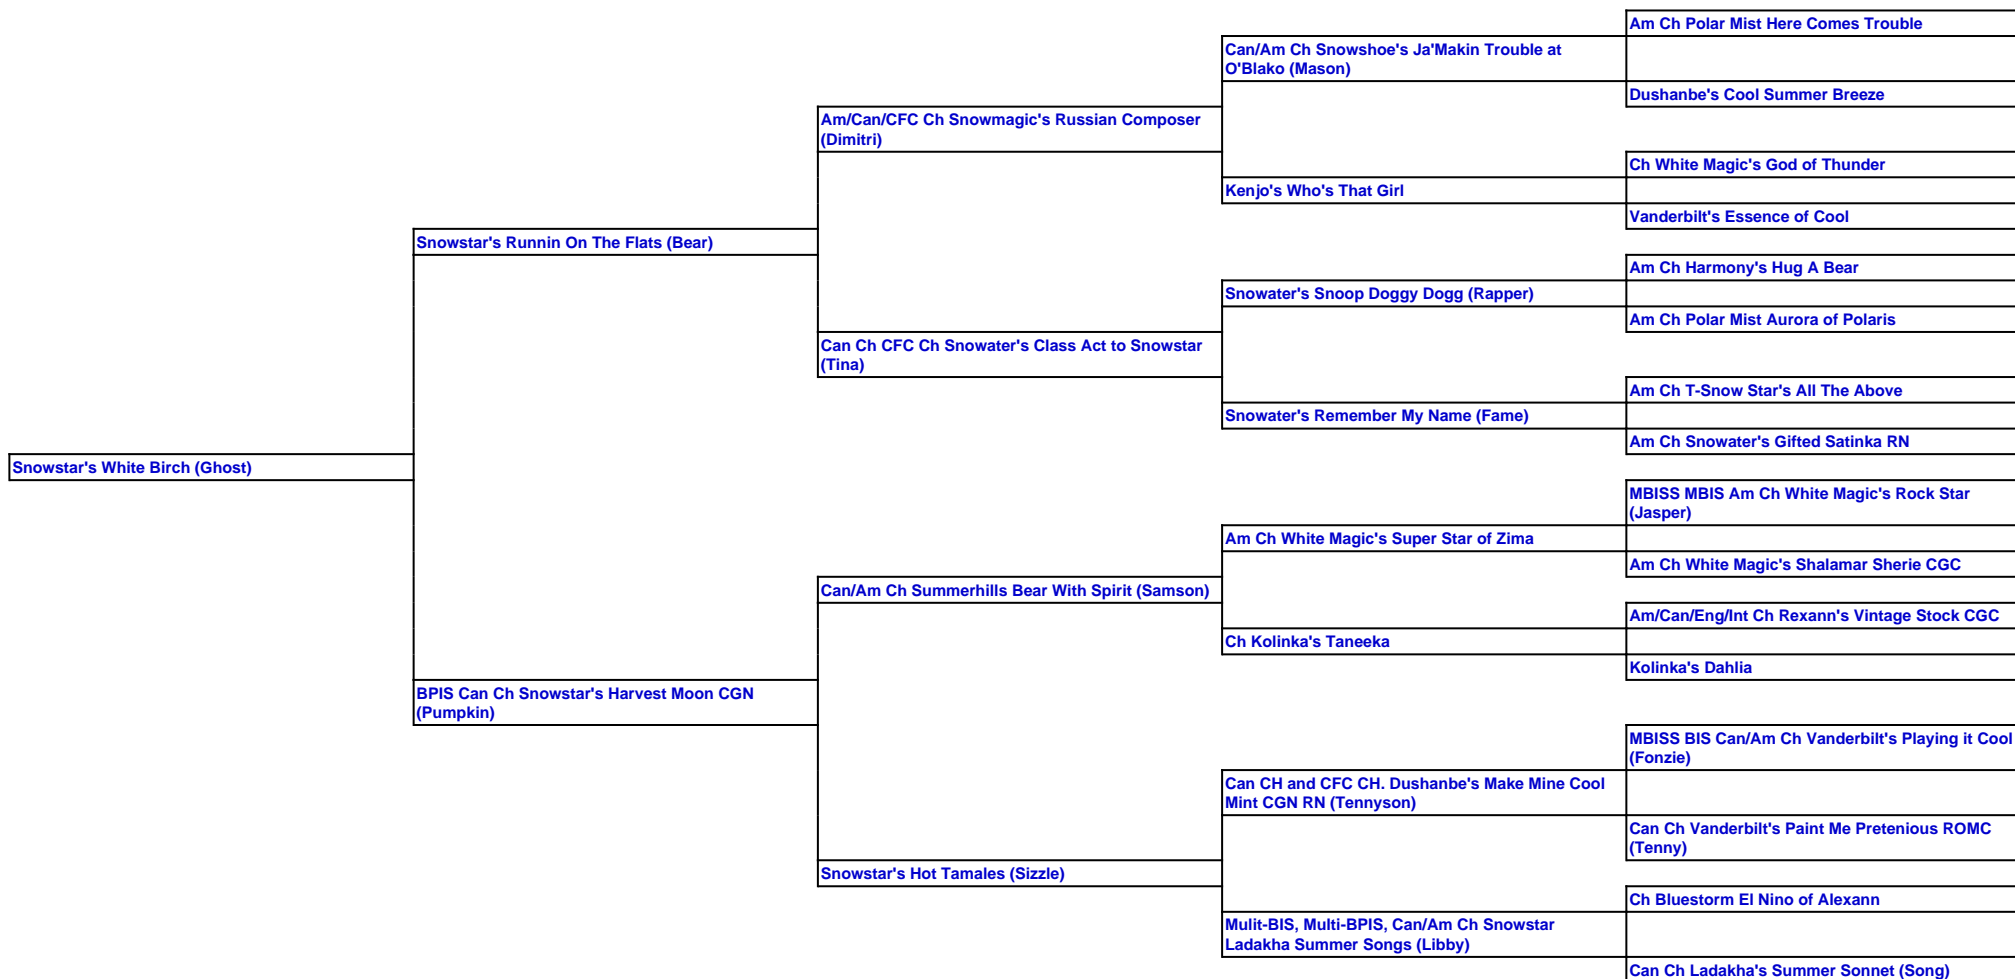 Am Ch Polar Mist Here Comes Trouble
Can/Am Ch Snowshoe's Ja'Makin Trouble at
O'Blako (Mason)
Dushanbe's Cool Summer Breeze
Am/Can/CFC Ch Snowmagic's Russian Composer
(Dimitri)
Ch White Magic's God of Thunder
Kenjo's Who's That Girl
Vanderbilt's Essence of Cool
Snowstar's Runnin On The Flats (Bear)
Am Ch Harmony's Hug A Bear
Snowater's Snoop Doggy Dogg (Rapper)
Am Ch Polar Mist Aurora of Polaris
Can Ch CFC Ch Snowater's Class Act to Snowstar
(Tina)
Am Ch T-Snow Star's All The Above
Snowater's Remember My Name (Fame)
Am Ch Snowater's Gifted Satinka RN
Snowstar's White Birch (Ghost)
MBISS MBIS Am Ch White Magic's Rock Star
(Jasper)
Am Ch White Magic's Super Star of Zima
Am Ch White Magic's Shalamar Sherie CGC
Can/Am Ch Summerhills Bear With Spirit (Samson)
Am/Can/Eng/Int Ch Rexann's Vintage Stock CGC
Ch Kolinka's Taneeka
Kolinka's Dahlia
BPIS Can Ch Snowstar's Harvest Moon CGN
(Pumpkin)
MBISS BIS Can/Am Ch Vanderbilt's Playing it Cool
(Fonzie)
Can CH and CFC CH. Dushanbe's Make Mine Cool
Mint CGN RN (Tennyson)
Can Ch Vanderbilt's Paint Me Pretenious ROMC
(Tenny)
Snowstar's Hot Tamales (Sizzle)
Ch Bluestorm El Nino of Alexann
Mulit-BIS, Multi-BPIS, Can/Am Ch Snowstar
Ladakha Summer Songs (Libby)
Can Ch Ladakha's Summer Sonnet (Song)